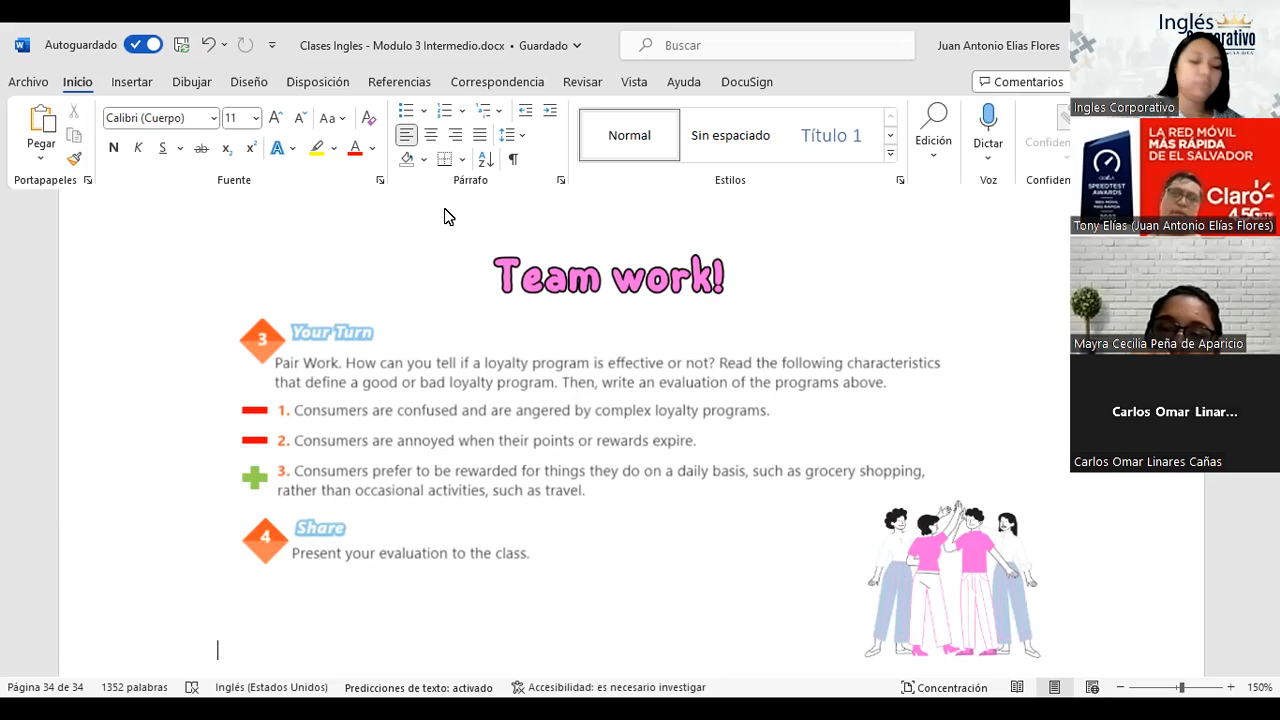 Autoguardado
Clases Ingles - Modulo 3 Intermedio.docx • Guardado
Buscar
Juan Antonio Elias Flores
Archivo Inicio Insertar Dibujar Diseño Disposición Referencias Correspondencia Revisar Vista Ayuda DocuSign
Comentarios
Pegar
Portapapeles
Calibri (Cuerpo) 11
Fuente
Párrafo
Normal
Sin espaciado
Título 1
Estilos
Edición
Dictar
Voz
Confiden
Confiden
Team work!
3 Your Turn
Pair Work. How can you tell if a loyalty program is effective or not? Read the following characteristics
that define a good or bad loyalty program. Then, write an evaluation of the programs above.
1. Consumers are confused and are angered by complex loyalty programs.
2. Consumers are annoyed when their points or rewards expire.
3. Consumers prefer to be rewarded for things they do on a daily basis, such as grocery shopping,
rather than occasional activities, such as travel.
4 Share
Present your evaluation to the class.
Página 34 de 34
1352 palabras
Inglés (Estados Unidos)
Predicciones de texto: activado
Accesibilidad: es necesario investigar
Concentración
150%
Inglés
Corporativo
Ingles Corporativo
LA RED MÓVIL
MÁS RÁPIDA
DE EL SALVADOR
SPEEDTEST
AWARDS
Claro
4.5G
Tony Elías (Juan Antonio Elías Flores)
Mayra Cecilia Peña de Aparicio
Carlos Omar Linar...
Carlos Omar Linares Cañas